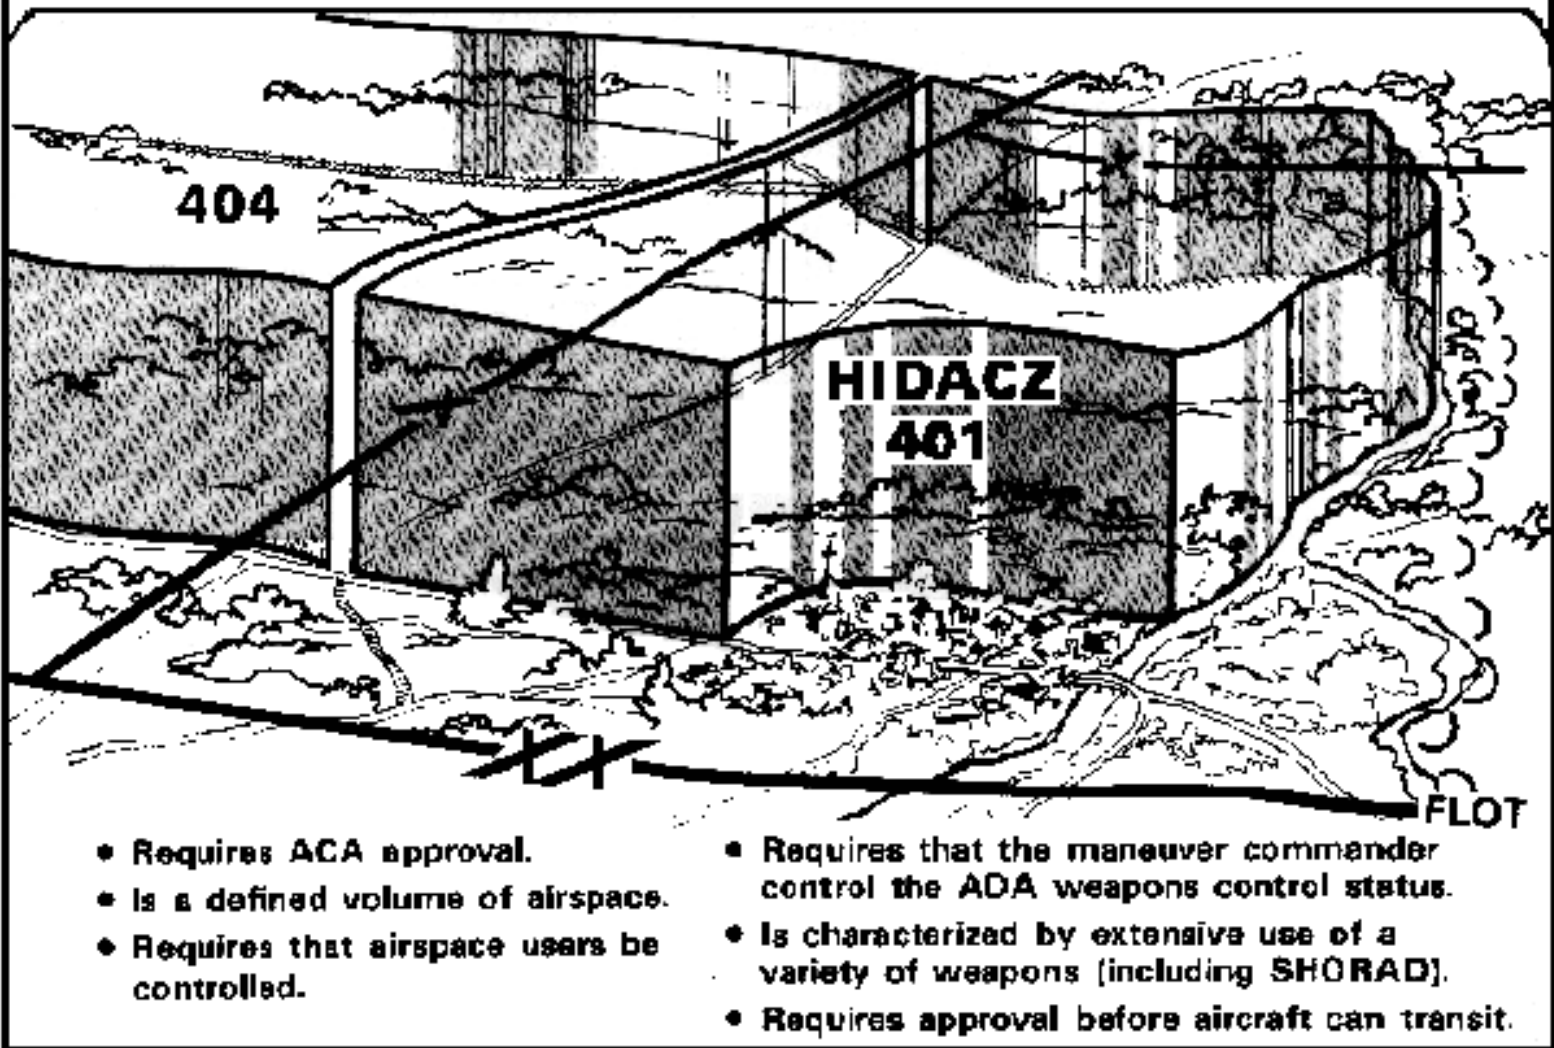 404
HIDACZ
401
FLOT
• Requires ACA approval.
• Is a defined volume of airspace.
• Requires that airspace users be
controlled.
• Requires that the maneuver commander
control the ADA weapons control status.
• Is characterized by extensive use of a
variety of weapons (including SHORAD).
• Requires approval before aircraft can transit.